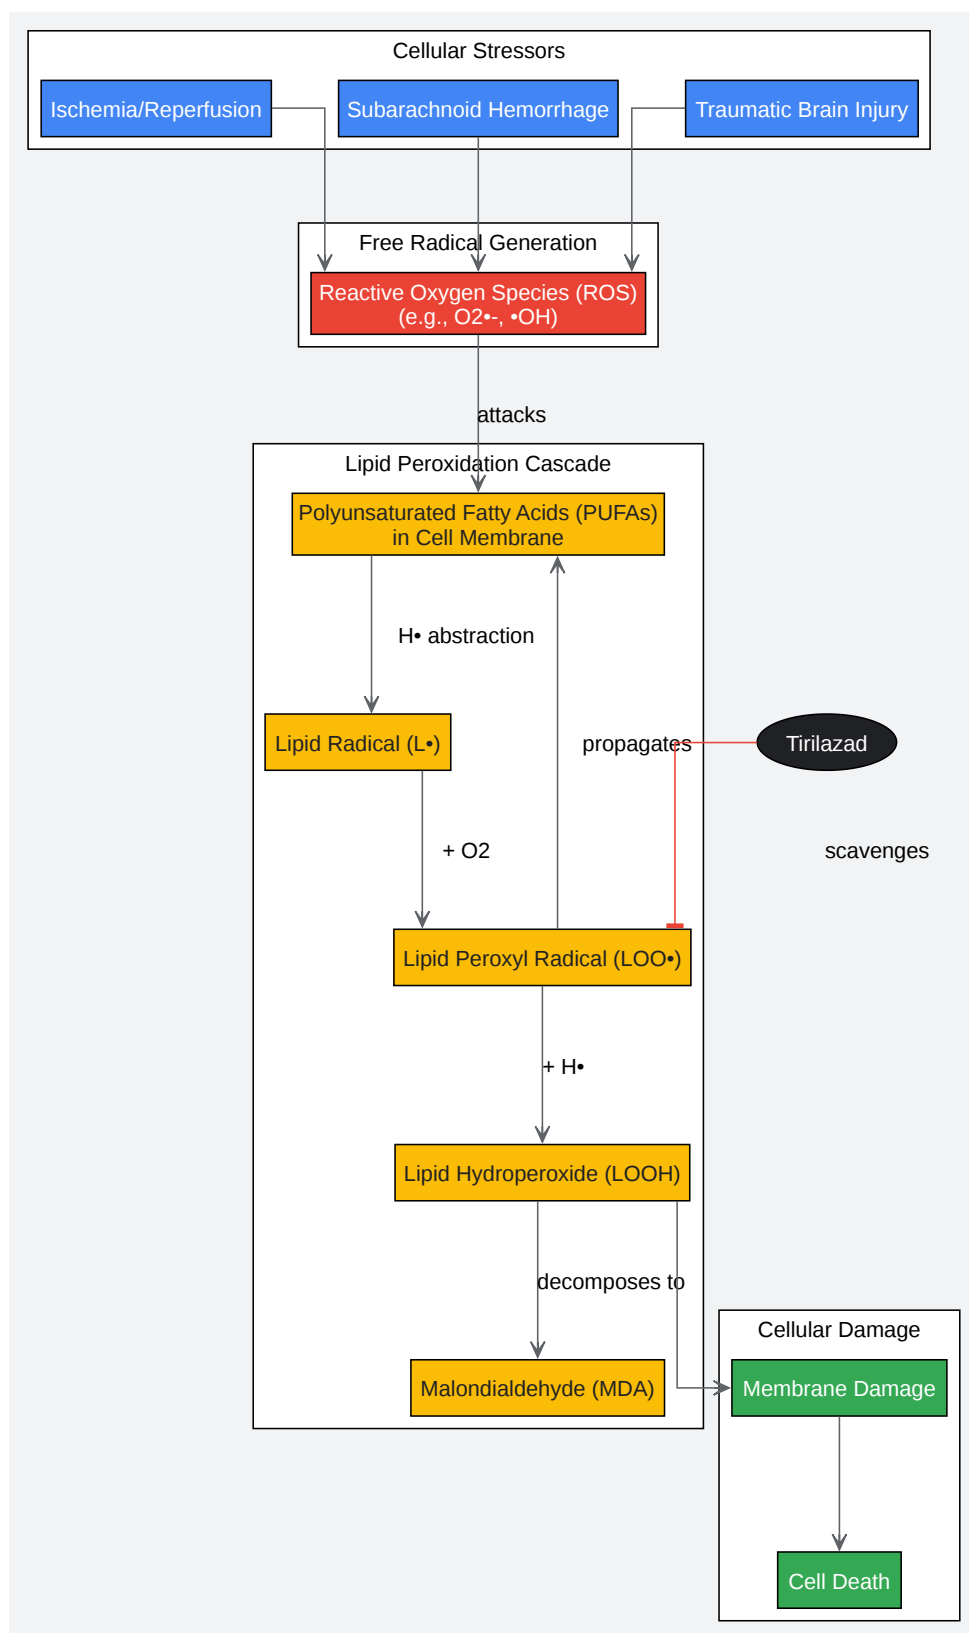 Cellular Stressors
Ischemia/Reperfusion
Subarachnoid Hemorrhage
Traumatic Brain Injury
Free Radical Generation
Reactive Oxygen Species (ROS)
(e.g., O2•-, •OH)
attacks
Lipid Peroxidation Cascade
Polyunsaturated Fatty Acids (PUFAs)
in Cell Membrane
H• abstraction
Lipid Radical (L•)
propagates
Tirilazad
+ O2
scavenges
Lipid Peroxyl Radical (LOO•)
+ H•
Lipid Hydroperoxide (LOOH)
decomposes to
Cellular Damage
Malondialdehyde (MDA)
Membrane Damage
Cell Death